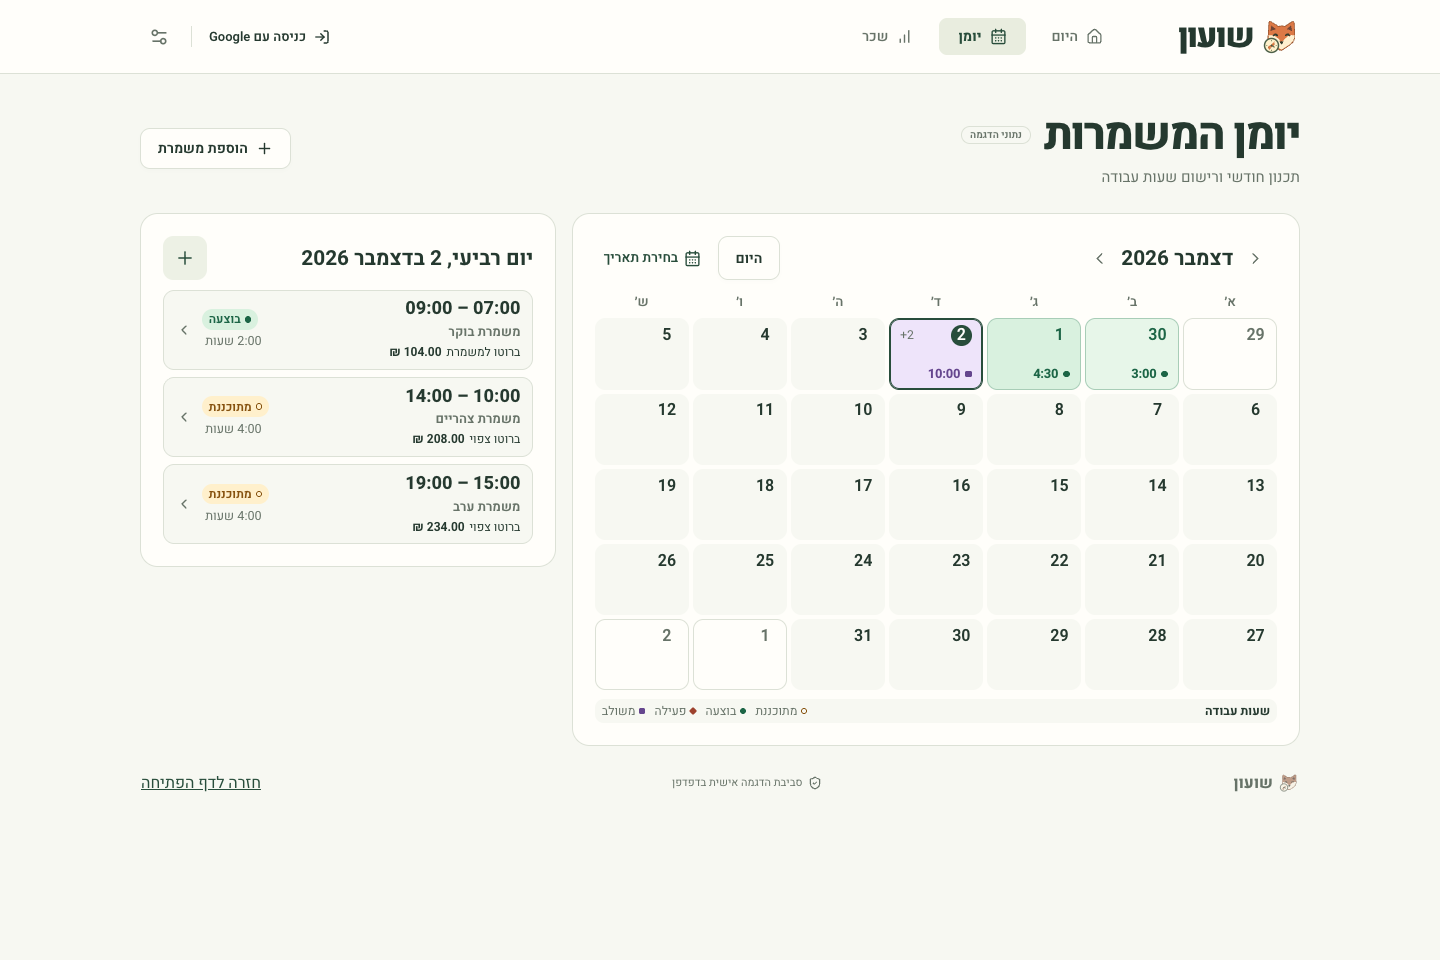 שועון
היום
יומן
שכר
כניסה עם Google
יומן המשמרות
נתוני הדגמה
תכנון חודשי ורישום שעות עבודה
הוספת משמרת
דצמבר 2026
היום
בחירת תאריך
א׳ ב׳ ג׳ ד׳ ה׳ ו׳ ש׳
29 30 1 2 +2 3 4 5
3:00 4:30 10:00
6 7 8 9 10 11 12
13 14 15 16 17 18 19
20 21 22 23 24 25 26
27 28 29 30 31 1 2
שעות עבודה
מתוכננת בוצעה פעילה משולב
יום רביעי, 2 בדצמבר 2026
07:00 – 09:00
משמרת בוקר
ברוטו למשמרת 104.00 ₪
בוצעה
2:00 שעות
10:00 – 14:00
משמרת צהריים
ברוטו צפוי 208.00 ₪
מתוכננת
4:00 שעות
15:00 – 19:00
משמרת ערב
ברוטו צפוי 234.00 ₪
מתוכננת
4:00 שעות
שועון
סביבת הדגמה אישית בדפדפן
חזרה לדף הפתיחה